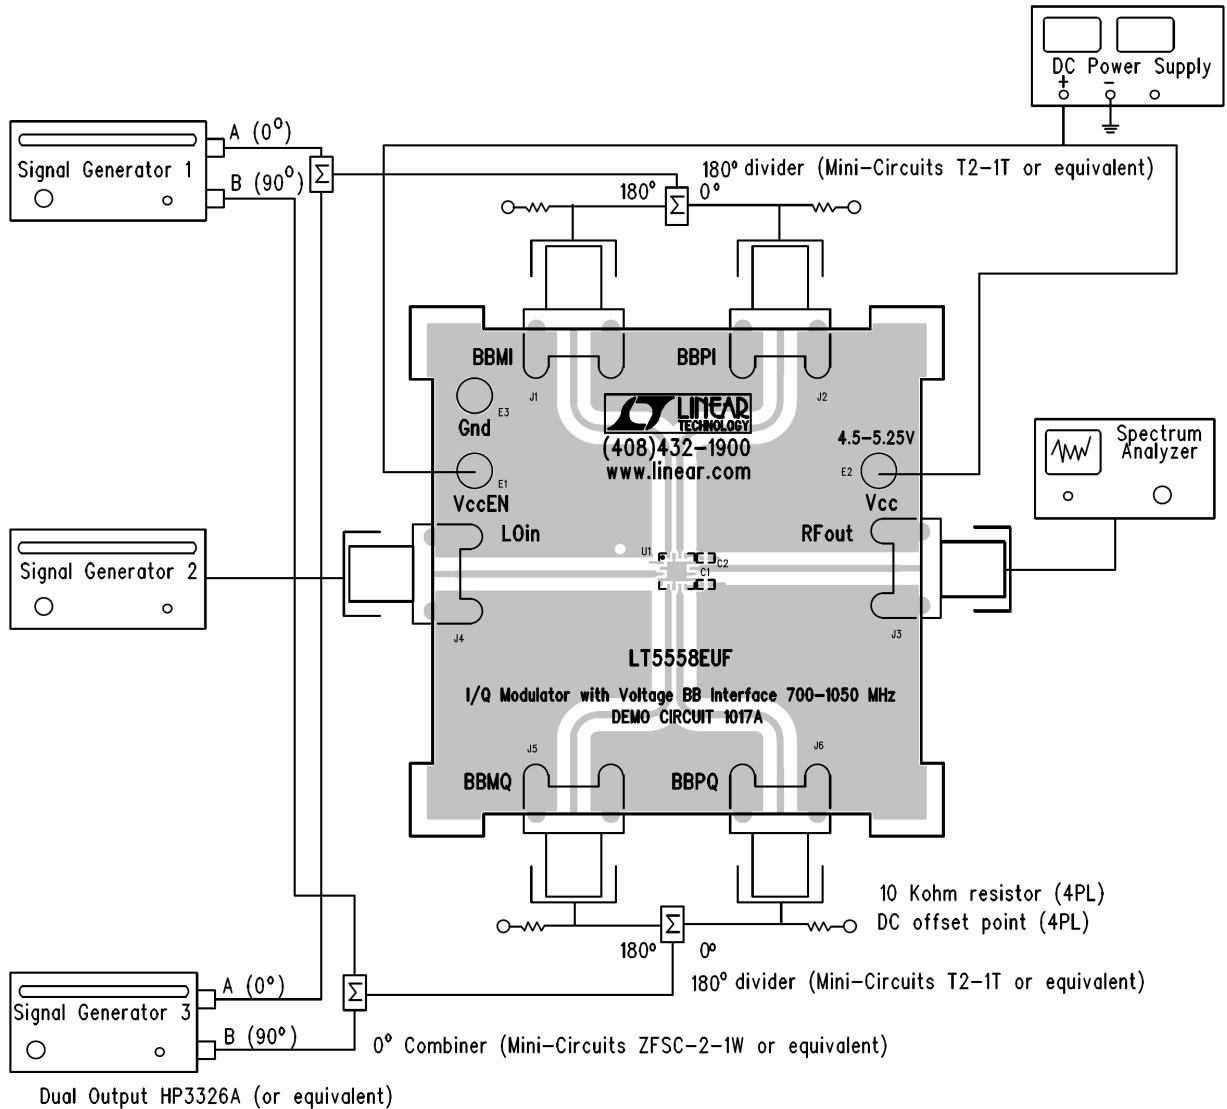 DC Power Supply
+ -
A (0°)
Signal Generator 1
B (90°)
Σ
180° divider (Mini-Circuits T2-1T or equivalent)
180° Σ 0°
BBMI
BBPI
J1
J2
E3
Gnd
LINEAR
TECHNOLOGY
(408)432-1900
www.linear.com
4.5-5.25V
E1
E2
VccEN
Vcc
Spectrum
Analyzer
LOin
RFout
U1
C2
C1
Signal Generator 2
J4
J3
LT5558EUF
I/Q Modulator with Voltage BB Interface 700-1050 MHz
DEMO CIRCUIT 1017A
J5
J6
BBMQ
BBPQ
10 Kohm resistor (4PL)
DC offset point (4PL)
Σ
180° 0°
180° divider (Mini-Circuits T2-1T or equivalent)
A (0°)
Σ
Signal Generator 3
B (90°)
0° Combiner (Mini-Circuits ZFSC-2-1W or equivalent)
Dual Output HP3326A (or equivalent)